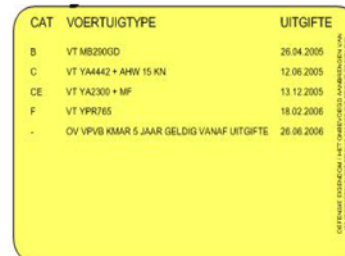 CAT VOERTUIGTYPE UITGIFTE
B VT MB290GD 26.04.2005
C VT YA4442 + AHW 15 KN 12.06.2005
CE VT YA2300 + MF 13.12.2005
F VT YPR765 18.02.2006
- OV VPVB KMAR 5 JAAR GELDIG VANAF UITGIFTE 26.06.2006
DEFENSIE EIGENDOM / HET ONBEVOEGD AANBRENGEN VAN